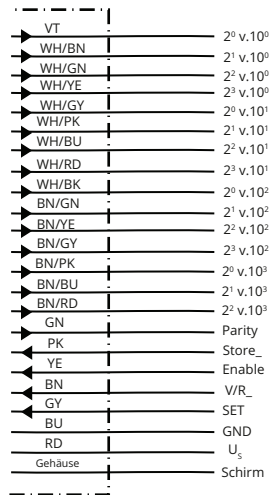 VT 2⁰ v.10⁰
WH/BN 2¹ v.10⁰
WH/GN 2² v.10⁰
WH/YE 2³ v.10⁰
WH/GY 2⁰ v.10¹
WH/PK 2¹ v.10¹
WH/BU 2² v.10¹
WH/RD 2³ v.10¹
WH/BK 2⁰ v.10²
BN/GN 2¹ v.10²
BN/YE 2² v.10²
BN/GY 2³ v.10²
BN/PK 2⁰ v.10³
BN/BU 2¹ v.10³
BN/RD 2² v.10³
GN Parity
PK Store_
YE Enable
BN V/R_
GY SET
BU GND
RD Uₛ
Gehäuse Schirm